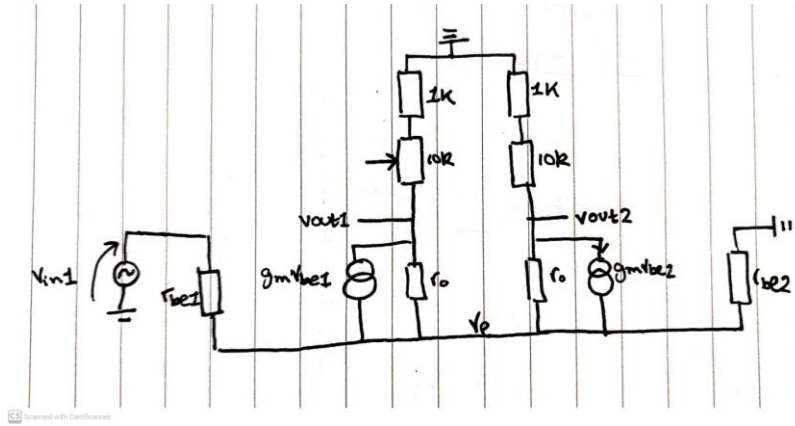 1K
1K
10k
10k
Vout1
Vout2
Vin1
rbe1
gmVbe1
ro
ro
gmVbe2
rbe2
Ve
CS Scanned with CamScanner